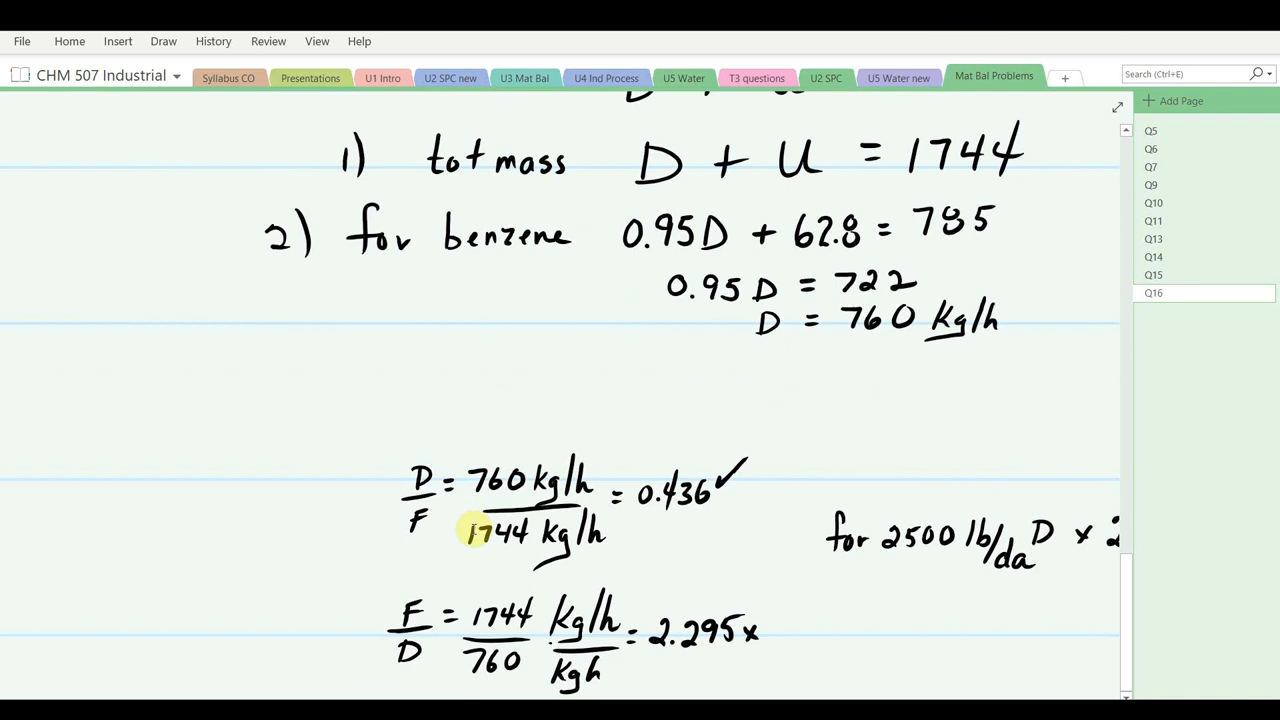 File Home Insert Draw History Review View Help
CHM 507 Industrial Syllabus CO Presentations U1 Intro U2 SPC new U3 Mat Bal U4 Ind Process U5 Water T3 questions U2 SPC U5 Water new Mat Bal Problems + Search (Ctrl+E)
Add Page
Q5
Q6
Q7
Q9
Q10
Q11
Q13
Q14
Q15
Q16
1) tot mass D + U = 1744
2) for benzene 0.95D + 62.8 = 785
0.95 D = 722
D = 760 kg/h
D/F = 760 kg/h / 1744 kg/h = 0.436 ✓
for 2500 lb/da D x 2
F/D = 1744/760 kg/h / kgh = 2.295x